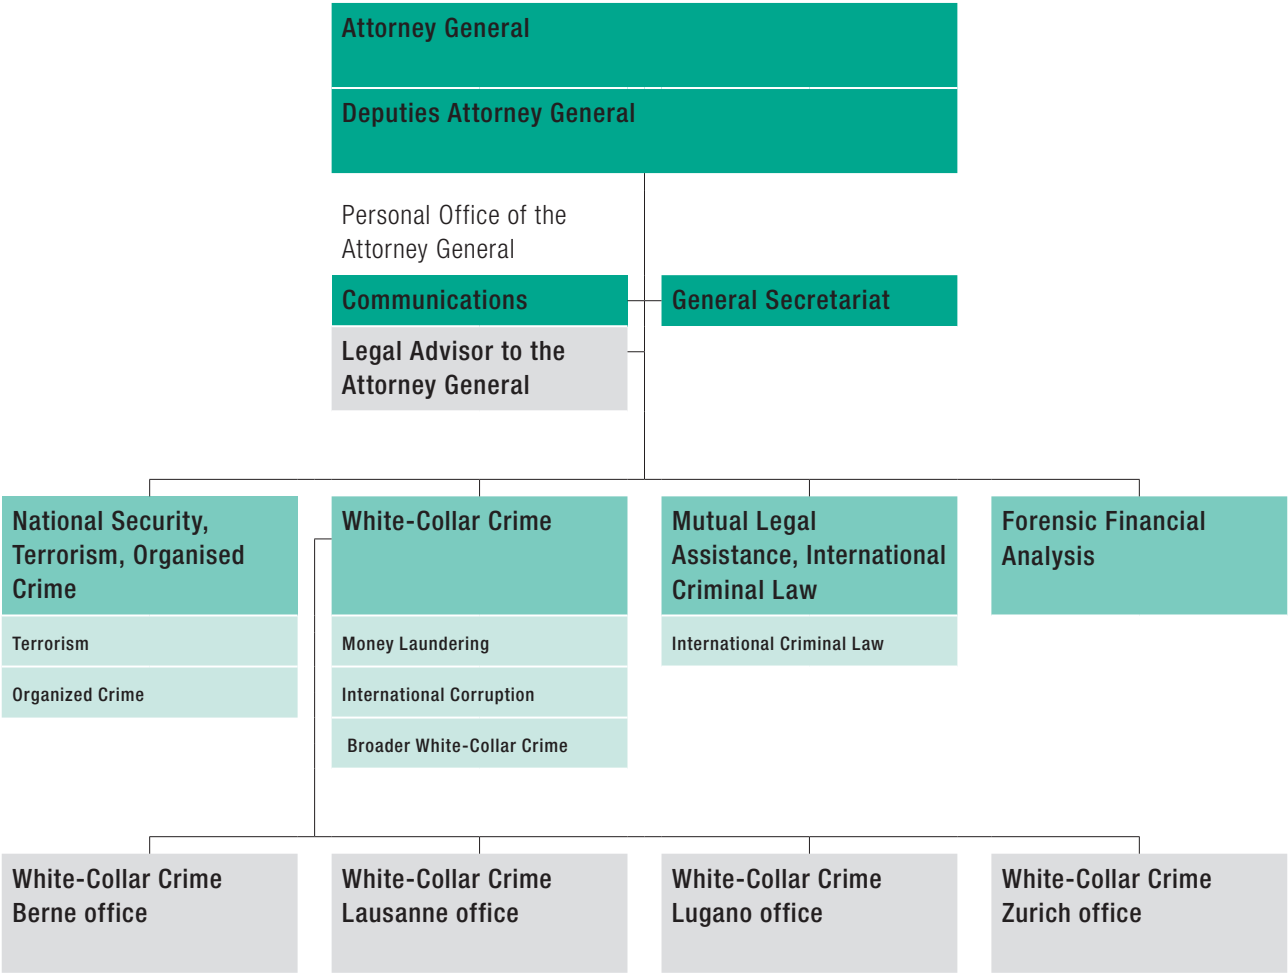 Attorney General
Deputies Attorney General
Personal Office of the
Attorney General
Communications
General Secretariat
Legal Advisor to the
Attorney General
National Security,
Terrorism, Organised
Crime
White-Collar Crime
Mutual Legal
Assistance, International
Criminal Law
Forensic Financial
Analysis
Terrorism
Money Laundering
International Criminal Law
Organized Crime
International Corruption
Broader White-Collar Crime
White-Collar Crime
Berne office
White-Collar Crime
Lausanne office
White-Collar Crime
Lugano office
White-Collar Crime
Zurich office